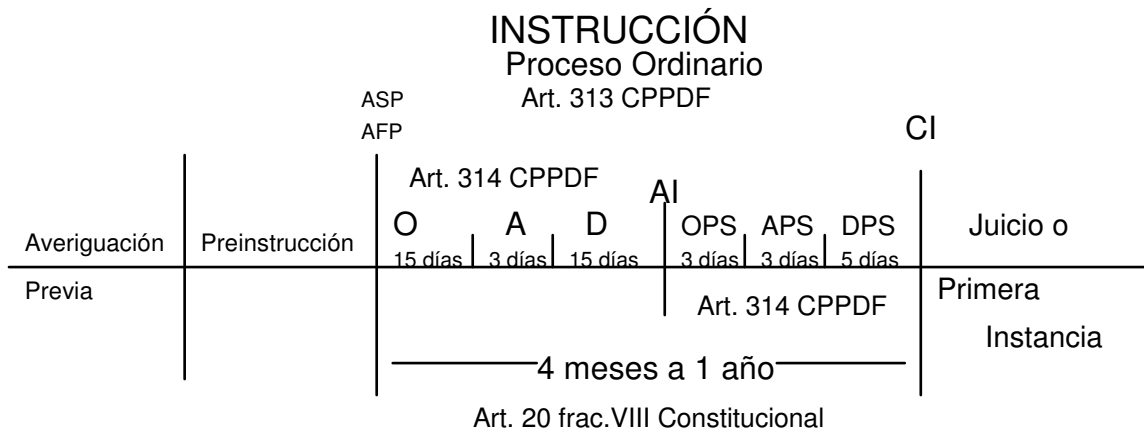 INSTRUCCIÓN
Proceso Ordinario
ASP
Art. 313 CPPDF
AFP
CI
Art. 314 CPPDF
AI
O
A
D
OPS
APS
DPS
Juicio o
Averiguación
Preinstrucción
15 días
3 días
15 días
3 días
3 días
5 días
Previa
Primera
Art. 314 CPPDF
Instancia
4 meses a 1 año
Art. 20 frac.VIII Constitucional